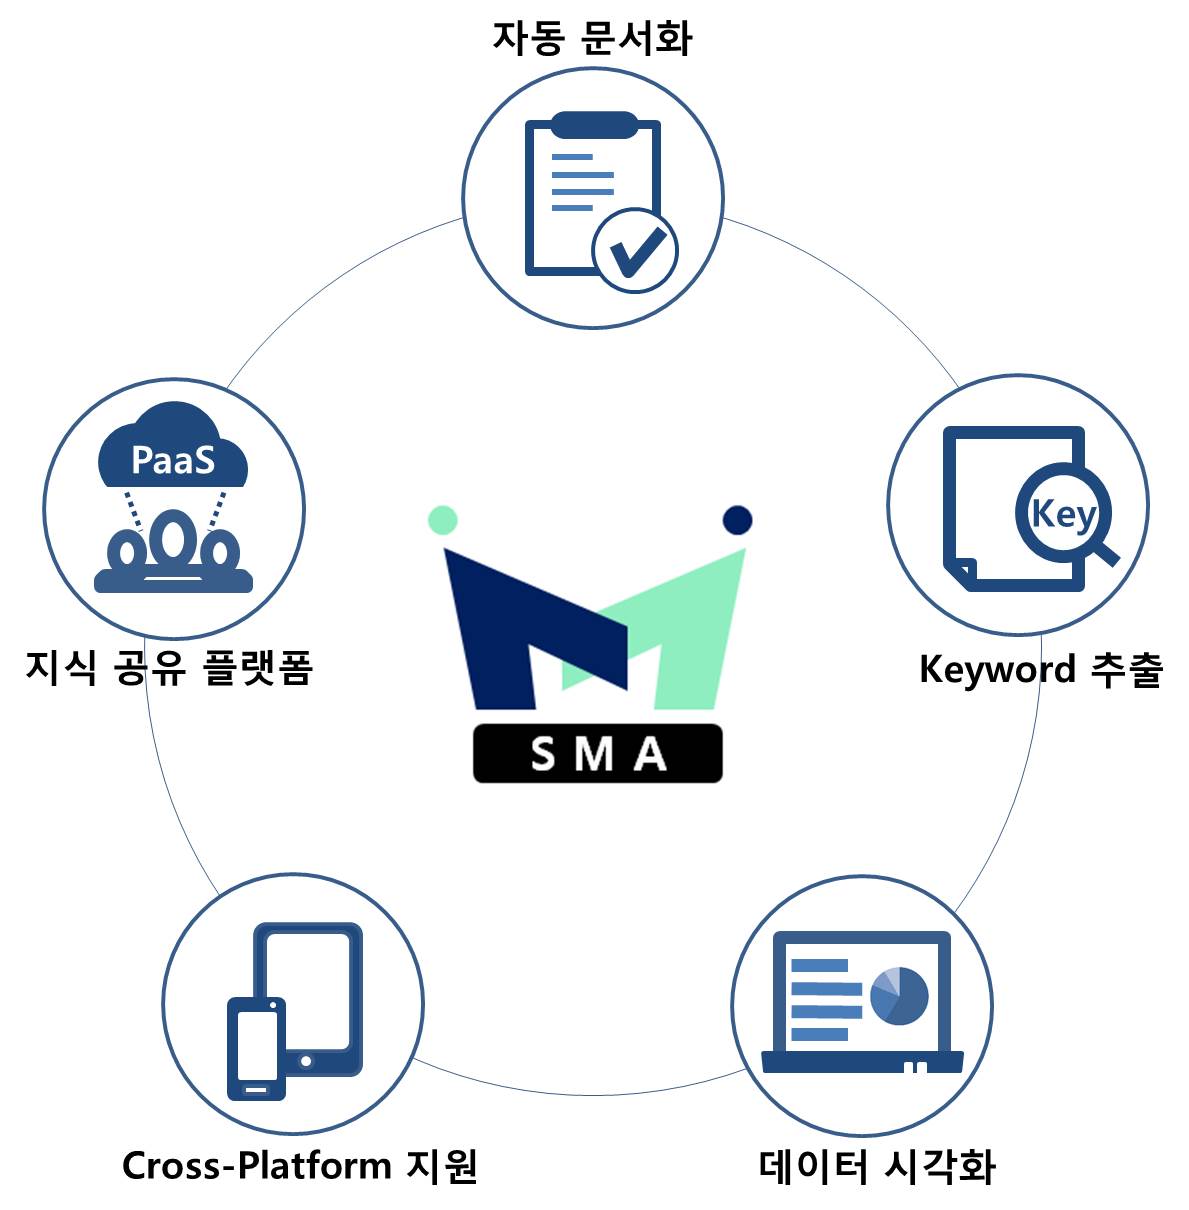 자동 문서화
PaaS
지식 공유 플랫폼
Key
Keyword 추출
SMA
Cross-Platform 지원
데이터 시각화